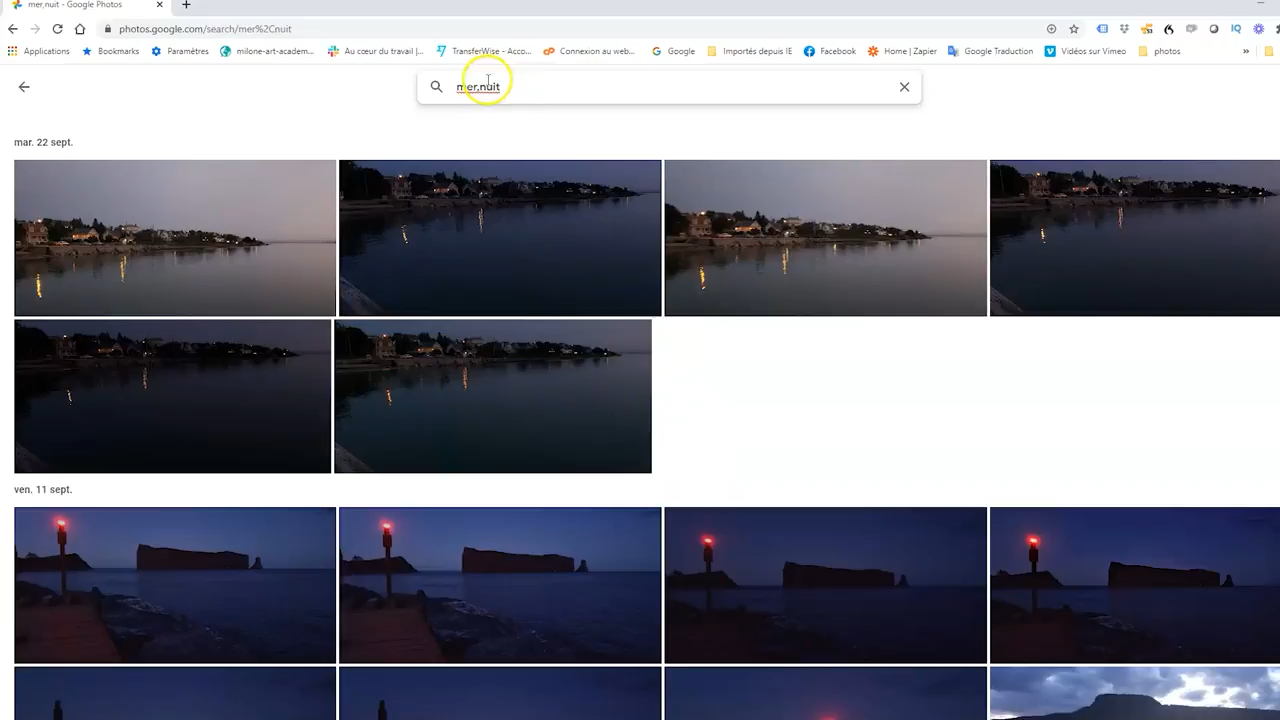 mer,nuit - Google Photos
photos.google.com/search/mer%2Cnuit
Applications Bookmarks Paramètres milone-art-academ... Au cœur du travail |... TransferWise - Acco... Connexion au web... Google Importés depuis IE Facebook Home | Zapier Google Traduction Vidéos sur Vimeo photos
mer,nuit
mar. 22 sept.
ven. 11 sept.